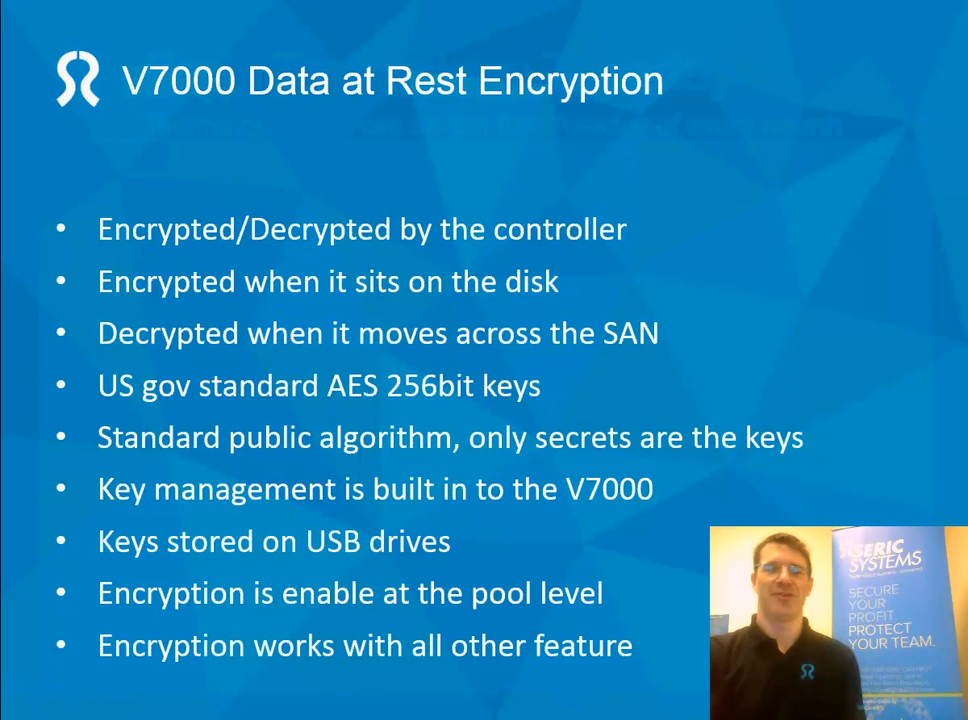 V7000 Data at Rest Encryption
• Encrypted/Decrypted by the controller
• Encrypted when it sits on the disk
• Decrypted when it moves across the SAN
• US gov standard AES 256bit keys
• Standard public algorithm, only secrets are the keys
• Key management is built in to the V7000
• Keys stored on USB drives
• Encryption is enable at the pool level
• Encryption works with all other feature
SERIC
SYSTEMS
SECURE
YOUR
PROFIT
PROTECT
YOUR TEAM.